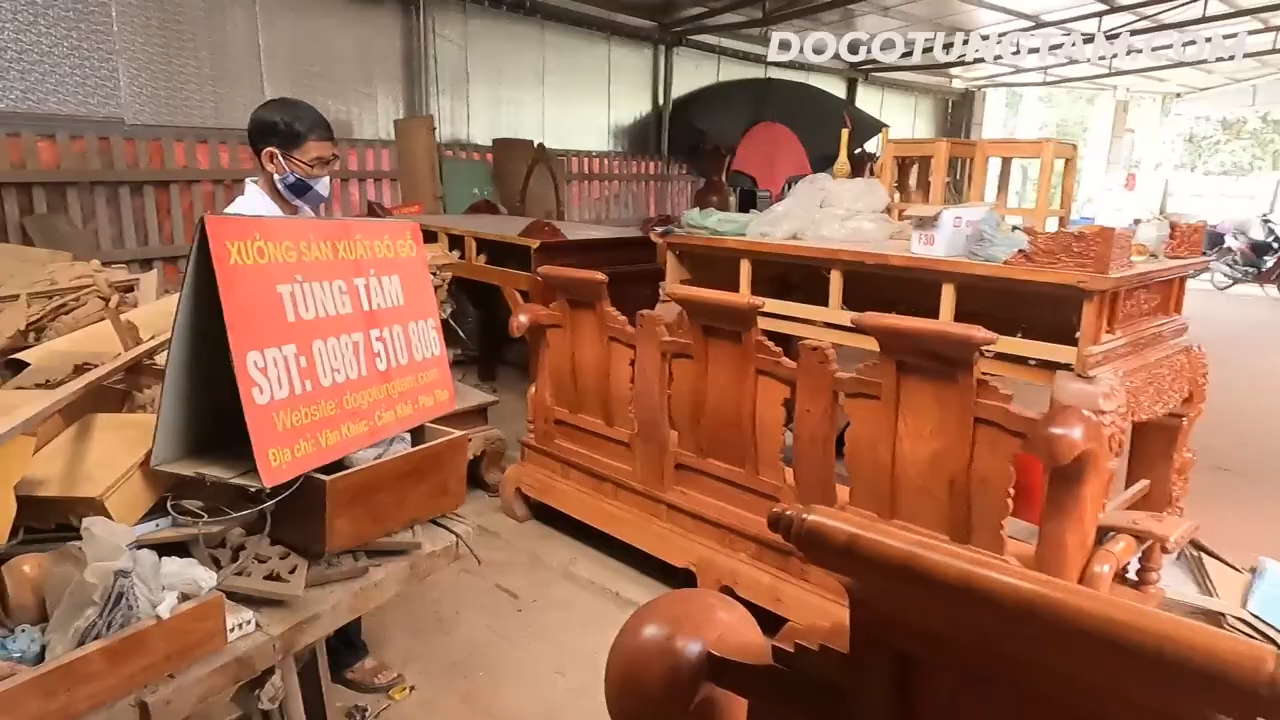 DOGOTUNGTAM.COM
XƯỞNG SẢN XUẤT ĐỒ GỖ
TÙNG TÁM
SĐT: 0987 510 806
Website: dogotungtam.com
Địa chỉ: Văn Khúc - Cẩm Khê - Phú Thọ
F30